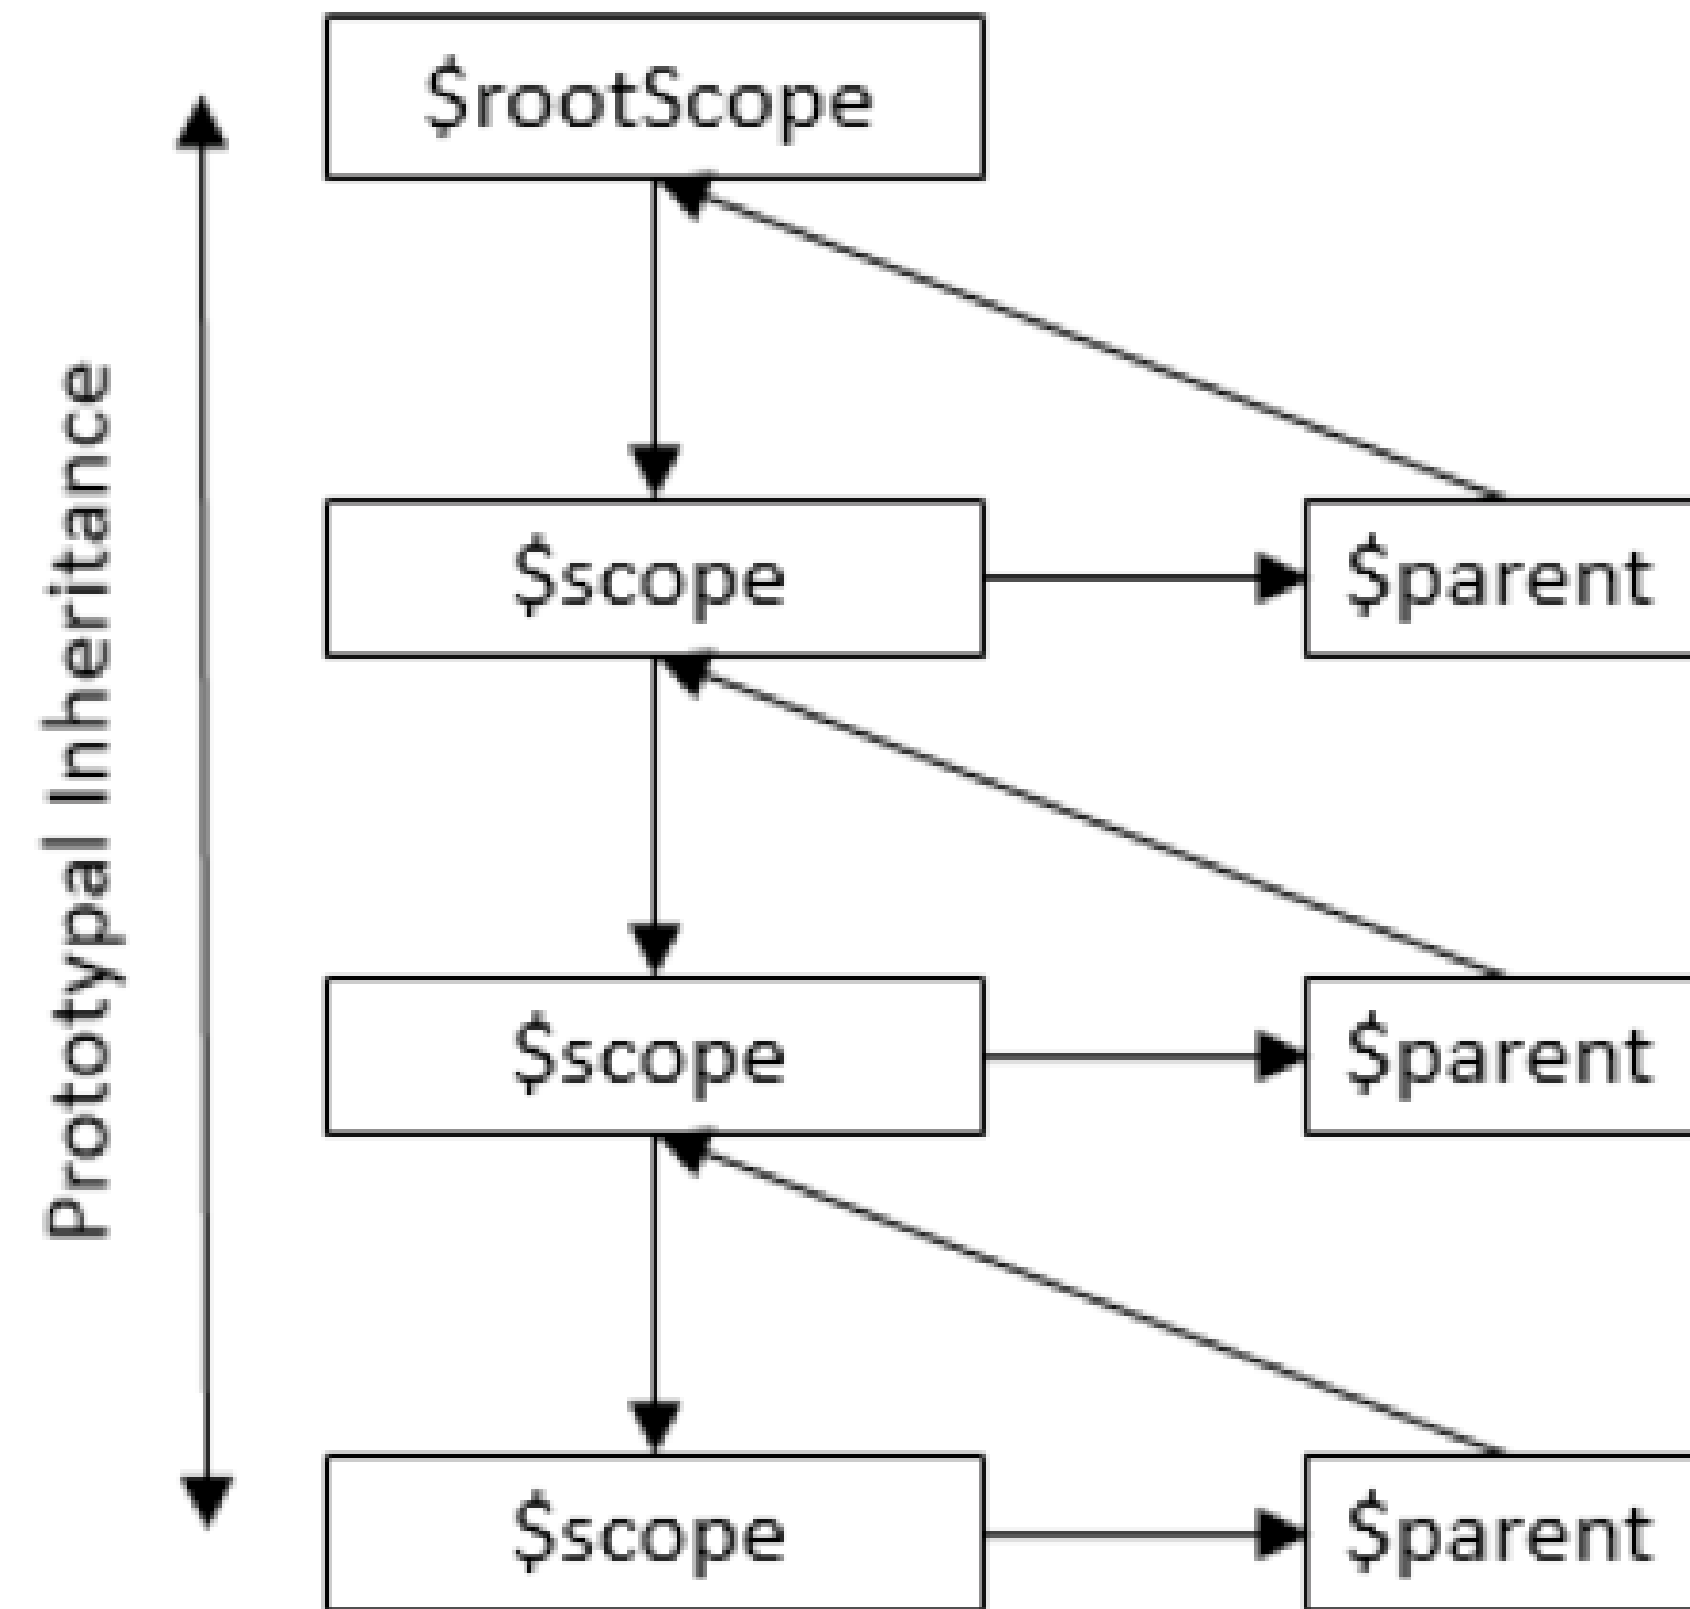 $rootScope
Prototypal Inheritance
$scope
$parent
$scope
$parent
$scope
$parent